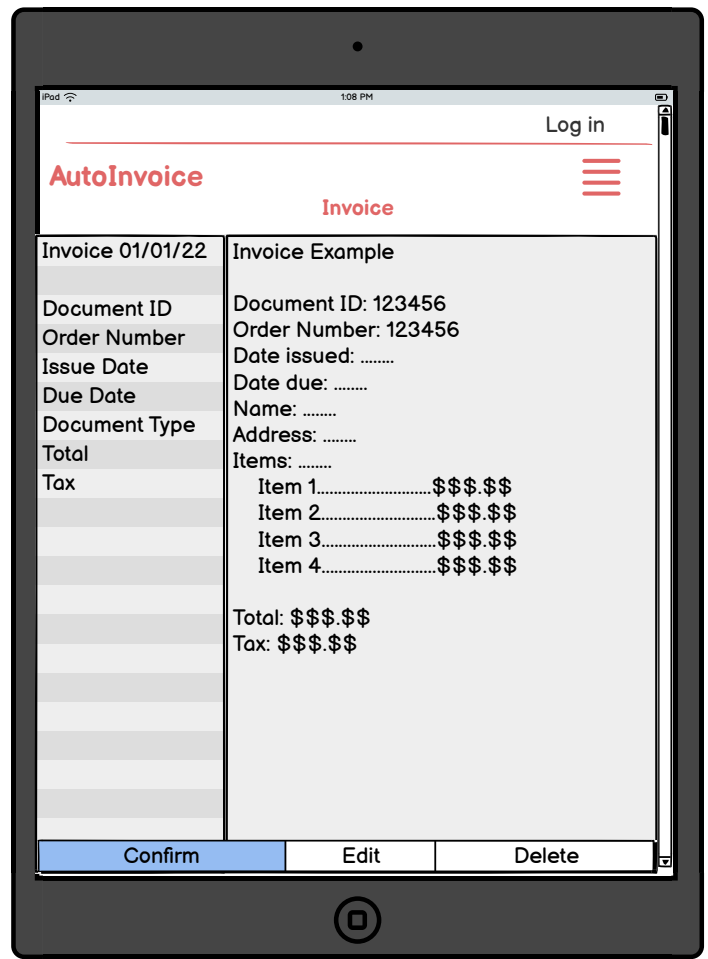 iPad
1:08 PM
Log in
AutoInvoice
Invoice
Invoice 01/01/22
Document ID
Order Number
Issue Date
Due Date
Document Type
Total
Tax
Invoice Example
Document ID: 123456
Order Number: 123456
Date issued: ........
Date due: ........
Name: ........
Address: ........
Items: ........
Item 1...........................$$$.$$
Item 2...........................$$$.$$
Item 3...........................$$$.$$
Item 4...........................$$$.$$
Total: $$$.$$
Tax: $$$.$$
Confirm
Edit
Delete